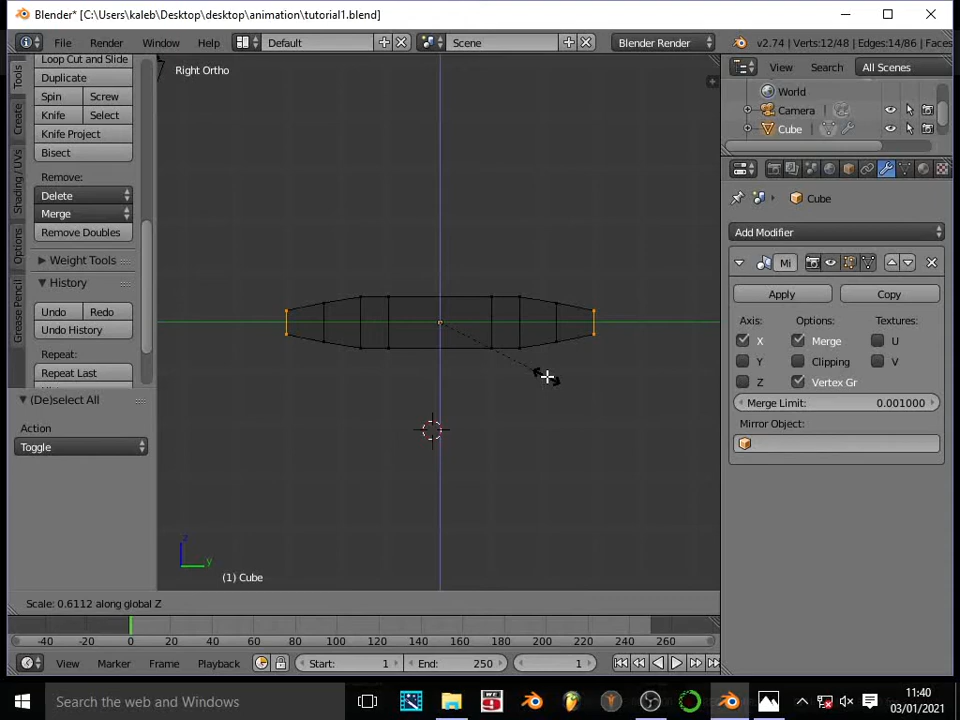 Blender* [C:\Users\kaleb\Desktop\desktop\animation\tutorial1.blend]
File Render Window Help Default Scene Blender Render v2.74 | Verts:12/48 | Edges:14/86 | Faces
Loop Cut and Slide
Duplicate
Spin Screw
Knife Select
Knife Project
Bisect
Remove:
Delete
Merge
Remove Doubles
Weight Tools
History
Undo Redo
Undo History
Repeat:
Repeat Last
Tools
Create
Shading / UVs
Options
Grease Pencil
(De)select All
Action
Toggle
Right Ortho
z
y
(1) Cube
Scale: 0.6112 along global Z
View Search All Scenes
World
Camera
Cube
Cube
Add Modifier
Mi
Apply Copy
Axis: Options: Textures:
X Merge U
Y Clipping V
Z Vertex Gr
Merge Limit: 0.001000
Mirror Object:
-40 -20 0 20 40 60 80 100 120 140 160 180 200 220 240 260
View Marker Frame Playback Start: 1 End: 250 1
Search the web and Windows
11:40
03/01/2021